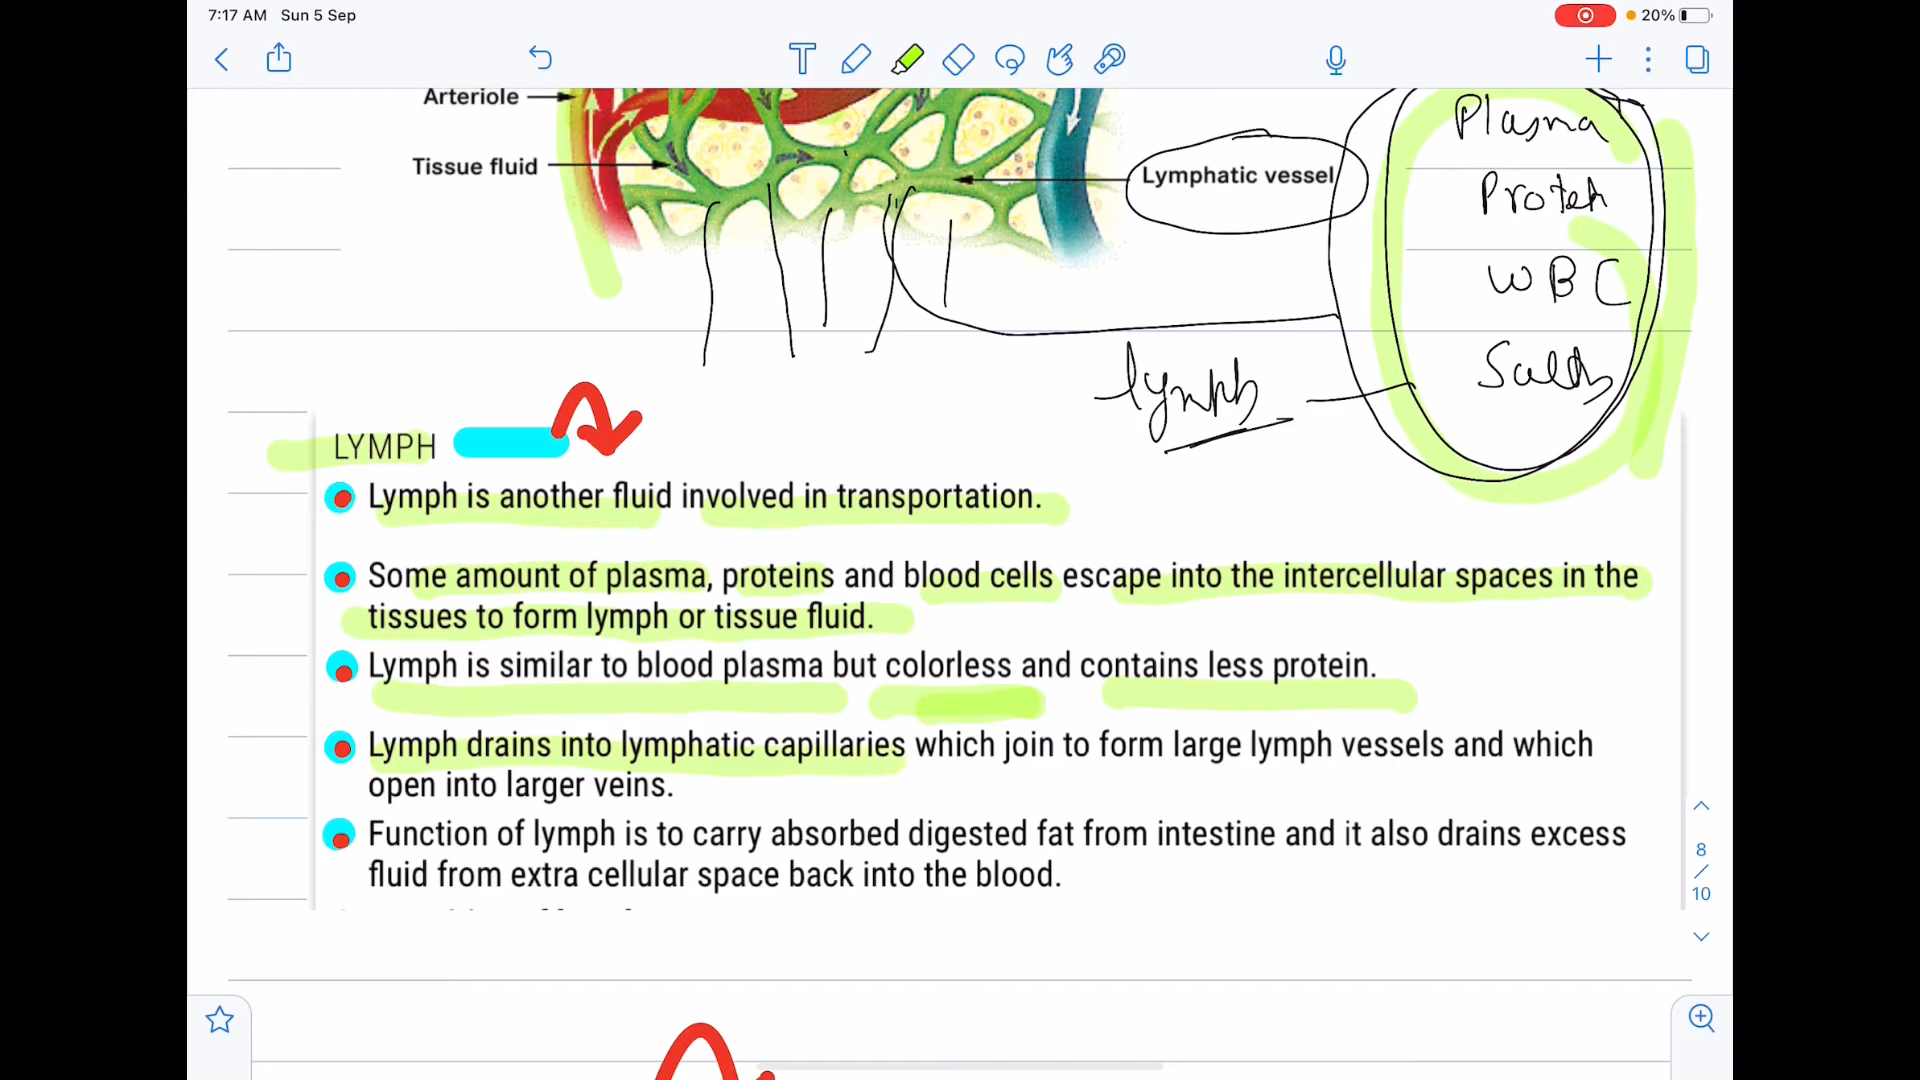 7:17 AM Sun 5 Sep
20%
Arteriole
Tissue fluid
Lymphatic vessel
Plasma
Protein
WBC
Salts
lymph
LYMPH
Lymph is another fluid involved in transportation.
Some amount of plasma, proteins and blood cells escape into the intercellular spaces in the
tissues to form lymph or tissue fluid.
Lymph is similar to blood plasma but colorless and contains less protein.
Lymph drains into lymphatic capillaries which join to form large lymph vessels and which
open into larger veins.
Function of lymph is to carry absorbed digested fat from intestine and it also drains excess
fluid from extra cellular space back into the blood.
8
/
10